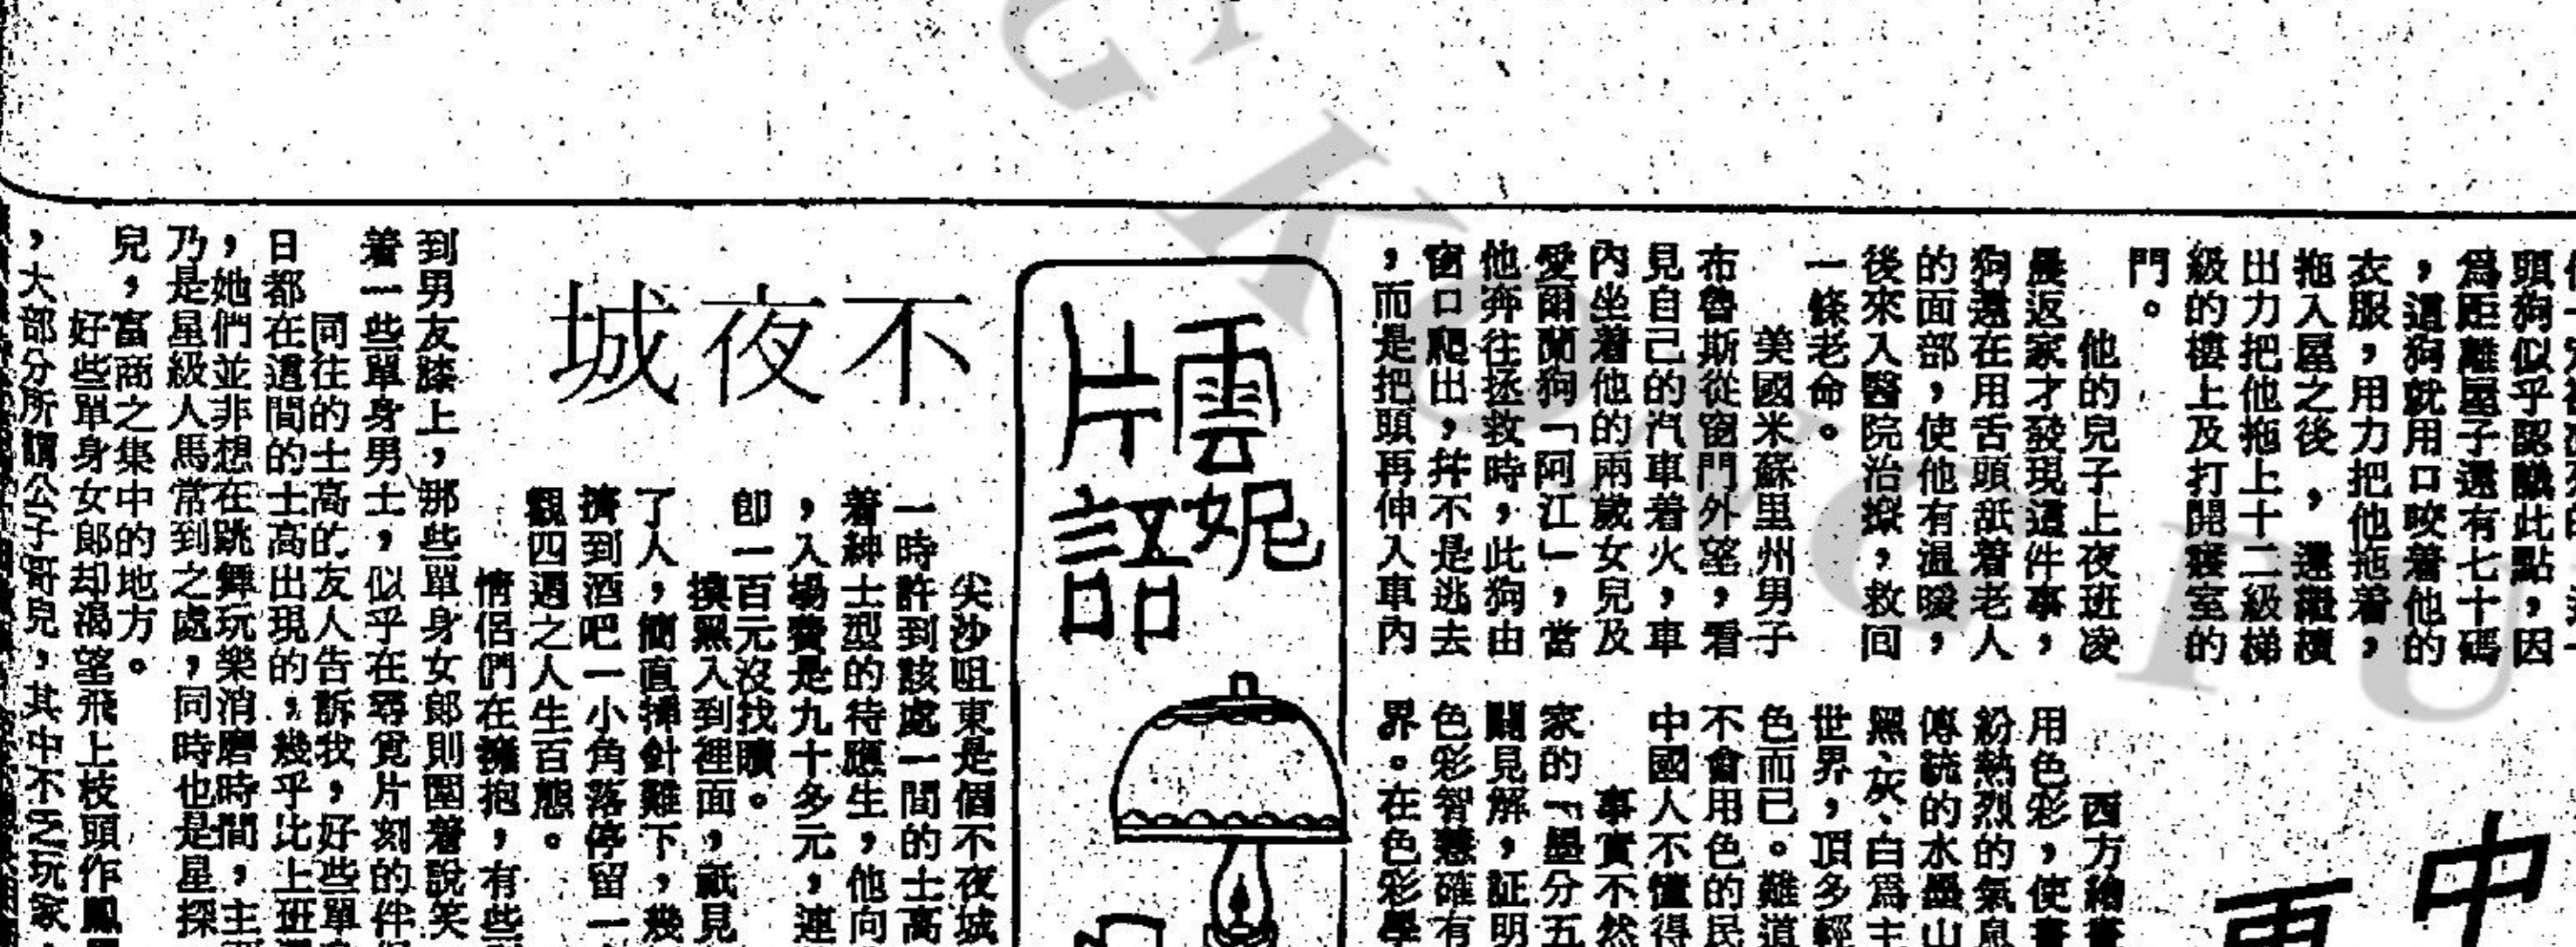 頭狗似乎認識此點，因
爲距離屋子還有七十碼
，這狗就用口咬着他的
衣服，用力把他拖着，
拖入屋之後，還繼續
出力把他拖上十二級梯
級的樓上及打開寢室的
門。
他的兒子上夜班凌
晨返家才發現這件事，
狗還在用舌頭舐着老人
的面部，使他有温暖，
後來入醫院治療，救回
一條老命。
美國米蘇里州男子
布魯斯從窗門外望，看
見自己的汽車着火，車
內坐着他的兩歲女兒及
愛爾蘭狗「阿江」，當
他奔往拯救時，此狗由
窗口爬出，并不是逃去
，而是把頭再伸入車內
中
西方繪畫
用色彩，使畫
紛熱烈的氣息
傳統的水墨山
黑、灰、白爲主
世界，頂多輕
色而已。難道
不會用色的民
中國人不懂得
事實不然
家的「墨分五
闢見解，証明
色彩智慧確有
界。在色彩學
雲妮
片語
不夜城
尖沙咀東是個不夜城
一時許到該處一間的士高
着紳士型的待應生，他向
，入場費是九十多元，連
即一百元沒找贖。
摸黑入到裡面，祇見
了人，簡直揷針難下，幾
擠到酒吧一小角落停留一
觀四週之人生百態。
情侶們在擁抱，有些
到男友膝上，那些單身女郞則圍着說笑
着一些單身男士，似乎在尋覓片刻的伴
同往的士高的友人告訴我，好些單
日都在這間的士高出現的，幾乎比上班
，她們並非想在跳舞玩樂消磨時間，主
乃是星級人馬常到之處，同時也是星探
兒，富商之集中的地方。
好些單身女郞却渴望飛上枝頭作鳳
，大部分所謂公子哥兒，其中不乏玩家
HONG KONG PU